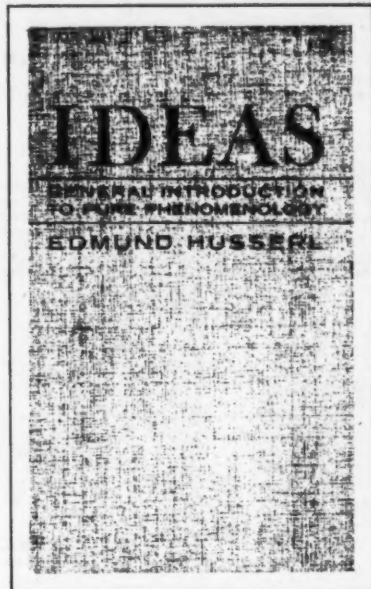 IDEAS
GENERAL INTRODUCTION
TO PURE PHENOMENOLOGY
EDMUND HUSSERL